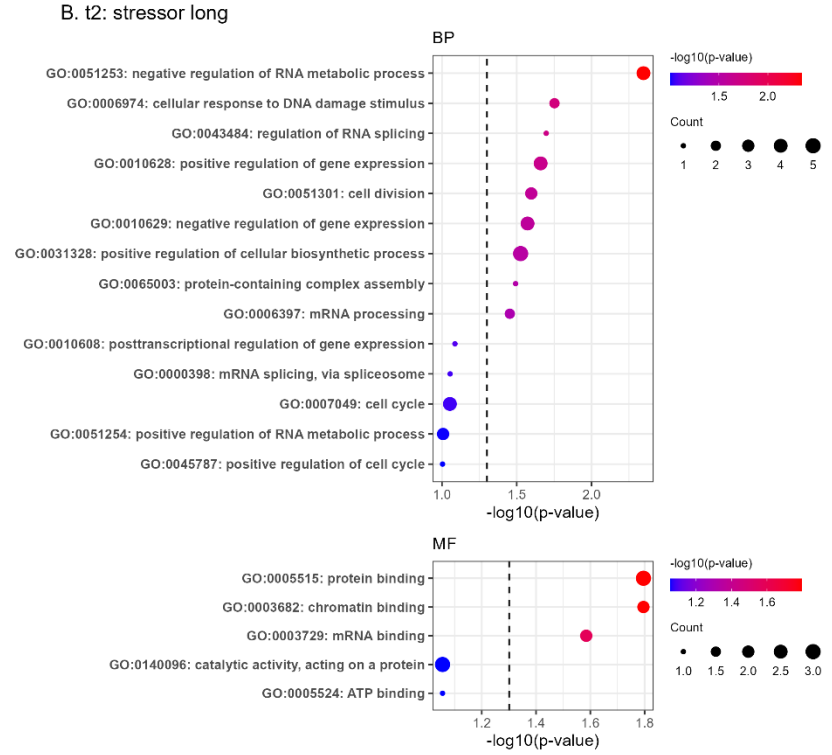 B. t2: stressor long
BP
GO:0051253: negative regulation of RNA metabolic process
GO:0006974: cellular response to DNA damage stimulus
GO:0043484: regulation of RNA splicing
GO:0010628: positive regulation of gene expression
GO:0051301: cell division
GO:0010629: negative regulation of gene expression
GO:0031328: positive regulation of cellular biosynthetic process
GO:0065003: protein-containing complex assembly
GO:0006397: mRNA processing
GO:0010608: posttranscriptional regulation of gene expression
GO:0000398: mRNA splicing, via spliceosome
GO:0007049: cell cycle
GO:0051254: positive regulation of RNA metabolic process
GO:0045787: positive regulation of cell cycle
1.0 1.5 2.0
-log10(p-value)
-log10(p-value)
1.5 2.0
Count
1 2 3 4 5
MF
GO:0005515: protein binding
GO:0003682: chromatin binding
GO:0003729: mRNA binding
GO:0140096: catalytic activity, acting on a protein
GO:0005524: ATP binding
1.2 1.4 1.6 1.8
-log10(p-value)
-log10(p-value)
1.2 1.4 1.6
Count
1.0 1.5 2.0 2.5 3.0